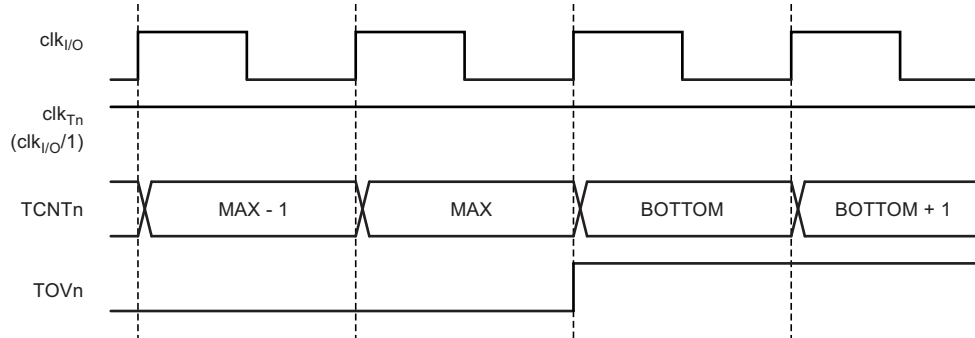 clkI/O
clkTn
(clkI/O/1)
TCNTn MAX - 1 MAX BOTTOM BOTTOM + 1
TOVn